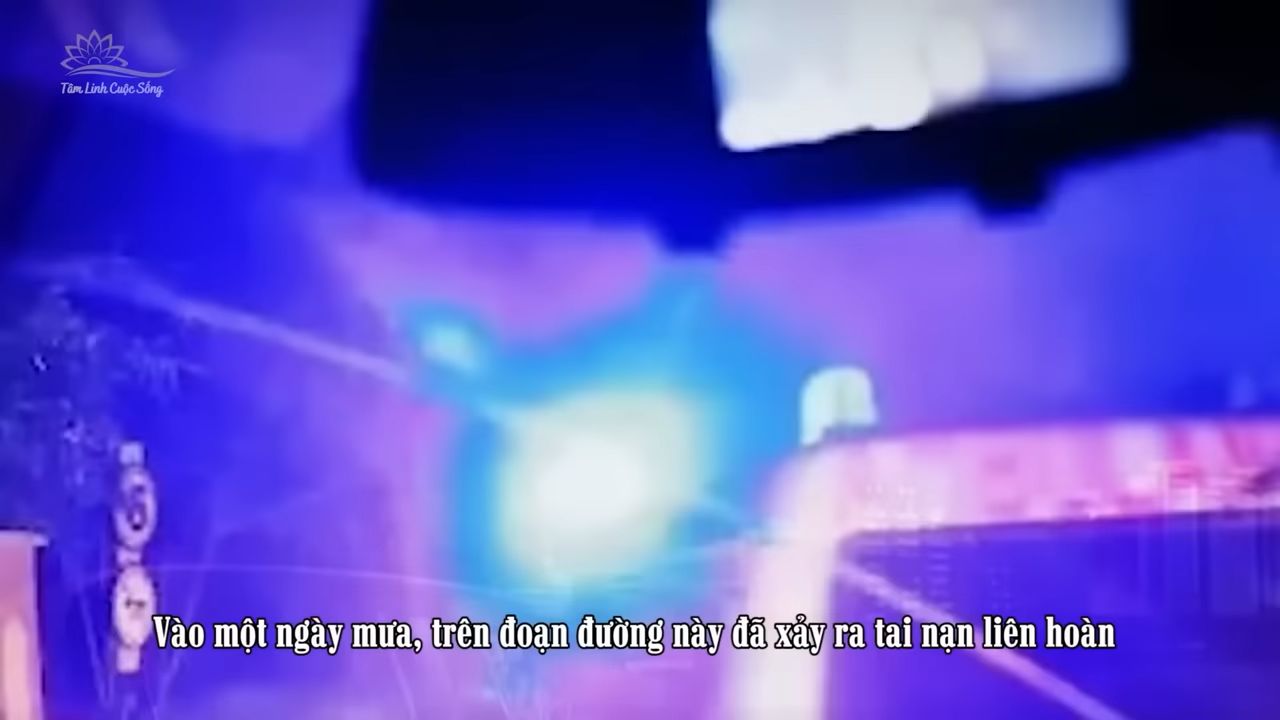 Tâm Linh Cuộc Sống
Vào một ngày mưa, trên đoạn đường này đã xảy ra tai nạn liên hoàn